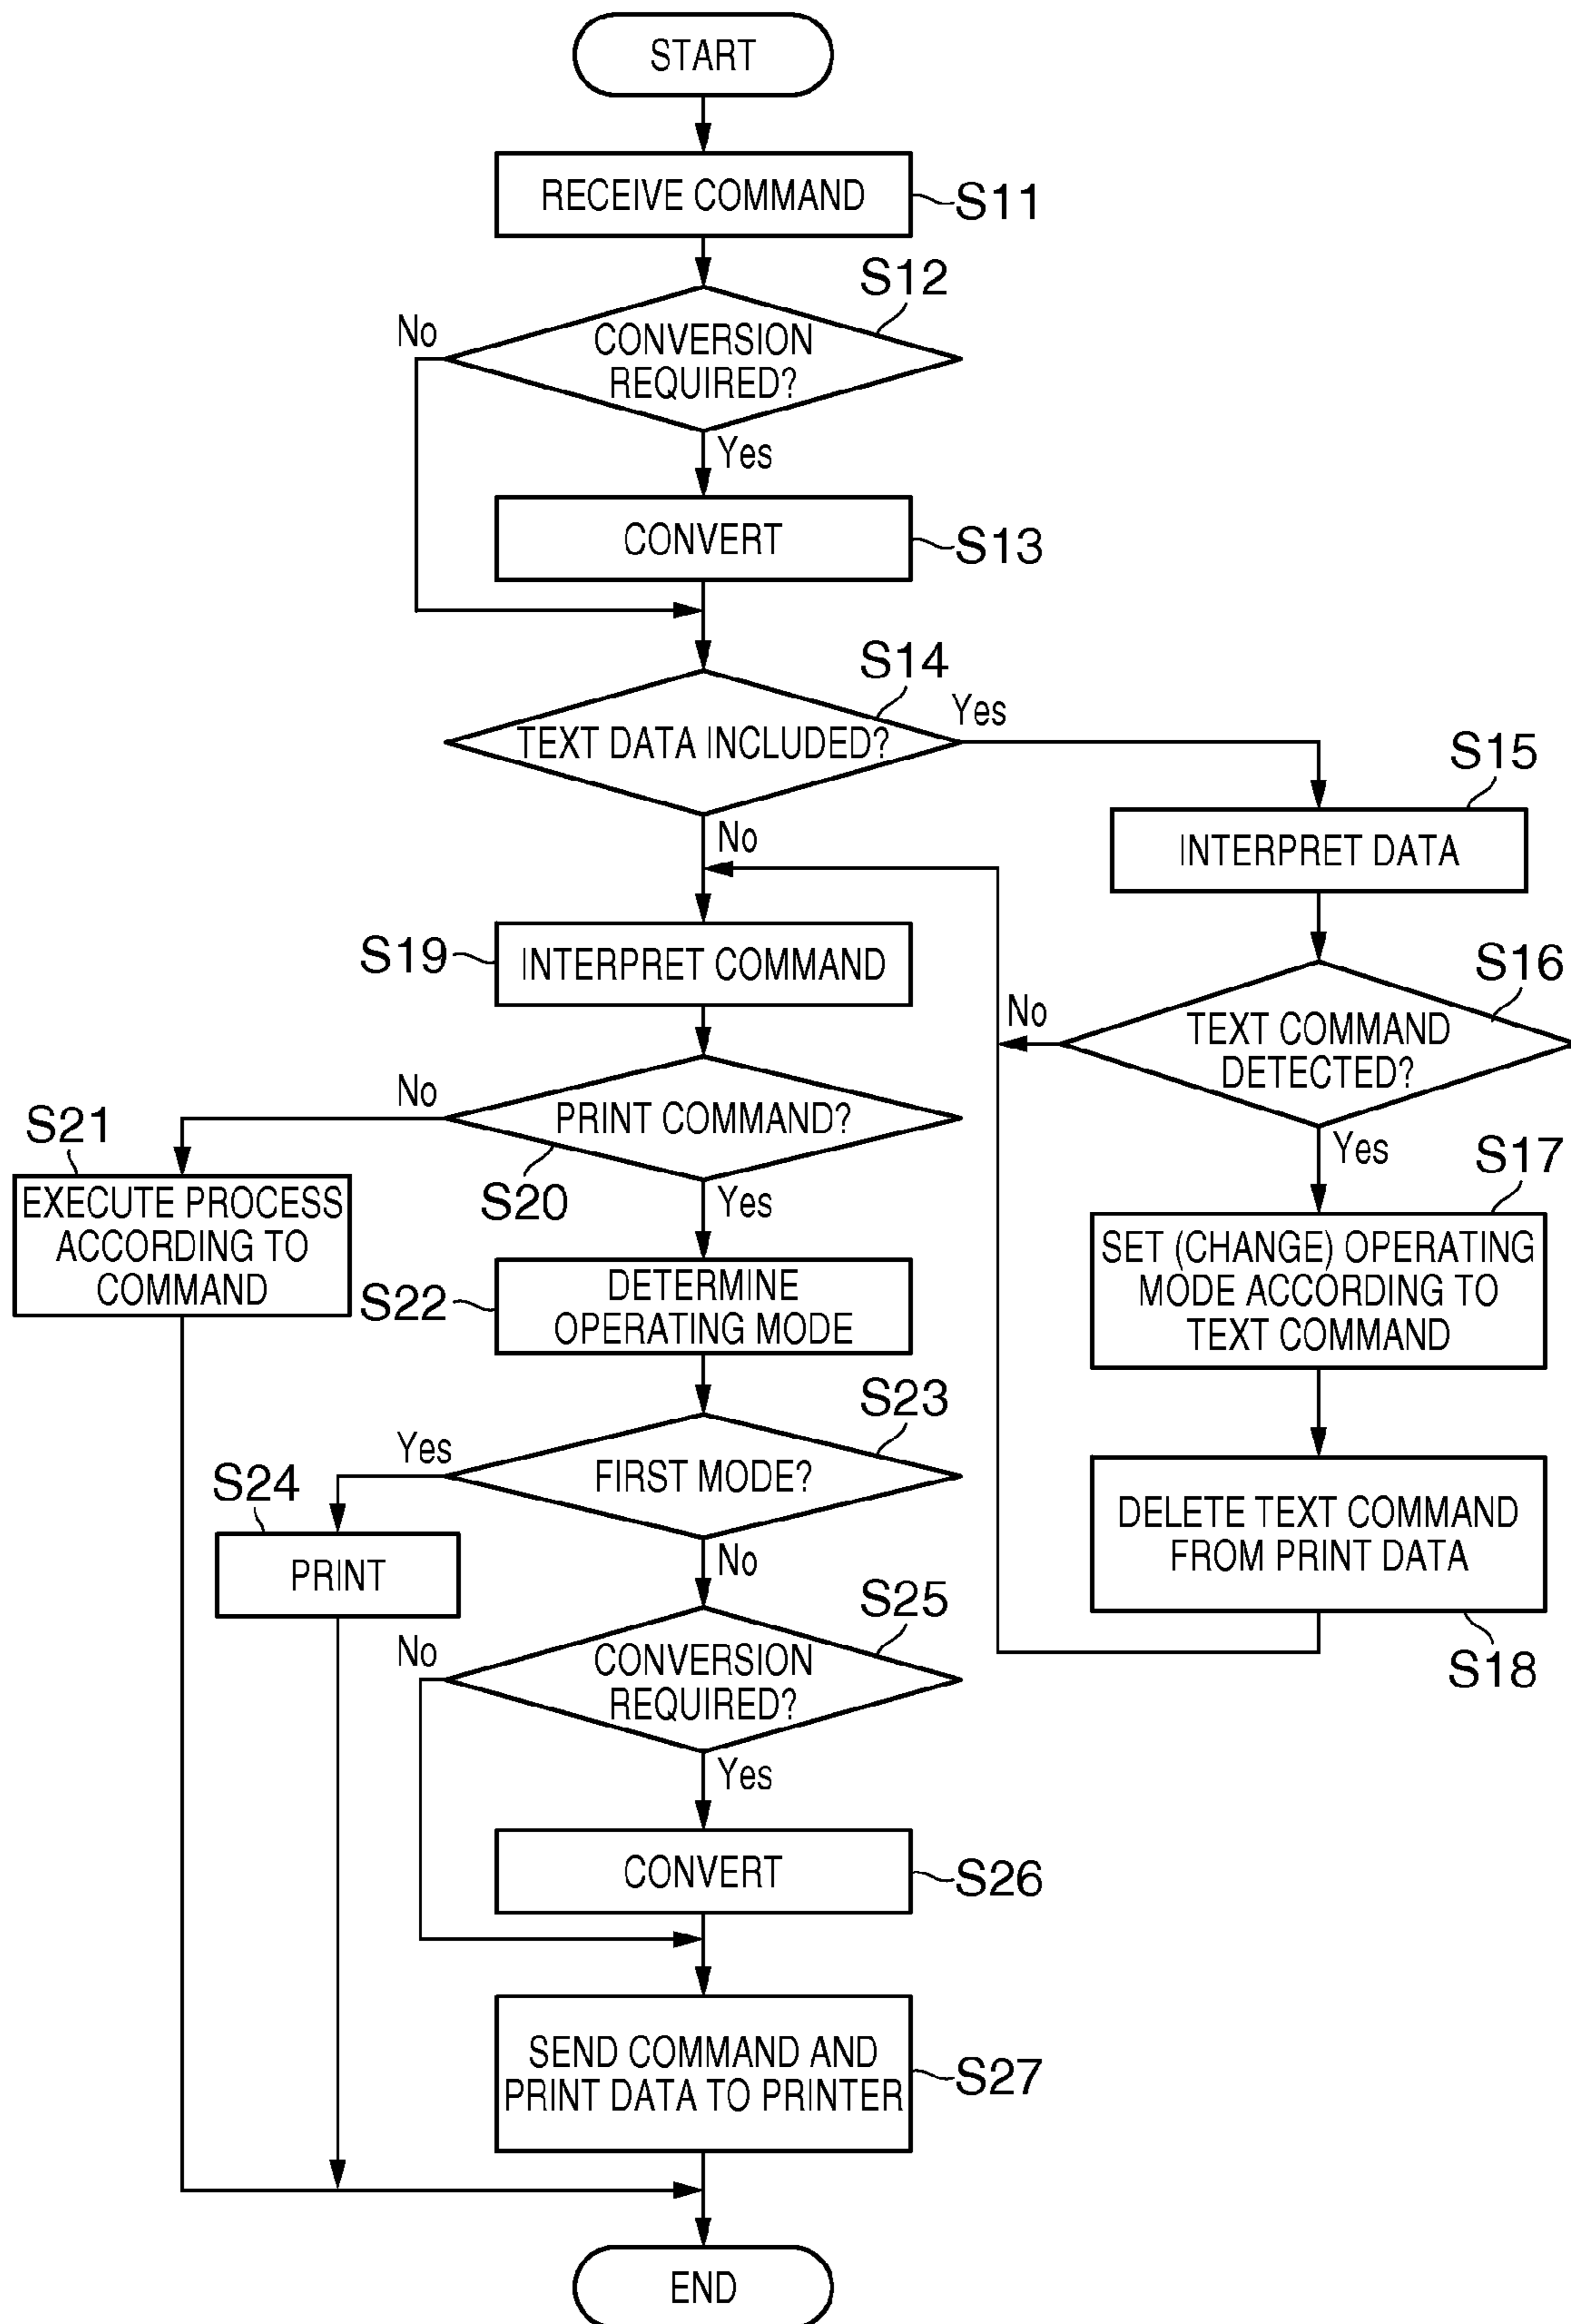 START
RECEIVE COMMAND
S11
S12
No
CONVERSION
REQUIRED?
Yes
CONVERT
S13
S14
Yes
TEXT DATA INCLUDED?
No
S15
INTERPRET DATA
S19
INTERPRET COMMAND
S16
No
TEXT COMMAND
DETECTED?
Yes
No
PRINT COMMAND?
S20
Yes
S21
EXECUTE PROCESS
ACCORDING TO
COMMAND
S17
SET (CHANGE) OPERATING
MODE ACCORDING TO
TEXT COMMAND
S22
DETERMINE
OPERATING MODE
S23
Yes
FIRST MODE?
No
S24
PRINT
DELETE TEXT COMMAND
FROM PRINT DATA
S18
S25
No
CONVERSION
REQUIRED?
Yes
CONVERT
S26
SEND COMMAND AND
PRINT DATA TO PRINTER
S27
END